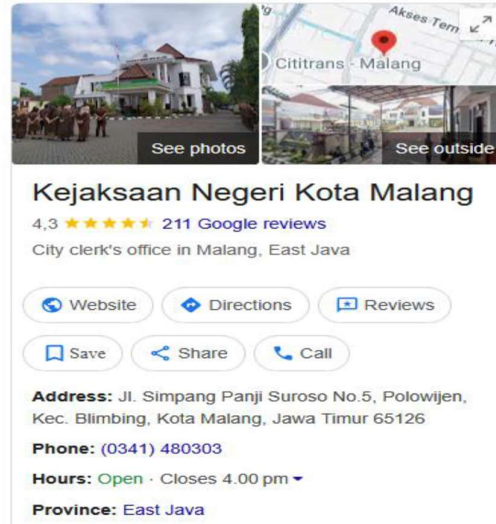 Akses Term
Cititrans - Malang
See photos
See outside
Kejaksaan Negeri Kota Malang
4,3 211 Google reviews
City clerk's office in Malang, East Java
Website Directions Reviews
Save Share Call
Address: Jl. Simpang Panji Suroso No.5, Polowijen,
Kec. Blimbing, Kota Malang, Jawa Timur 65126
Phone: (0341) 480303
Hours: Open · Closes 4.00 pm
Province: East Java